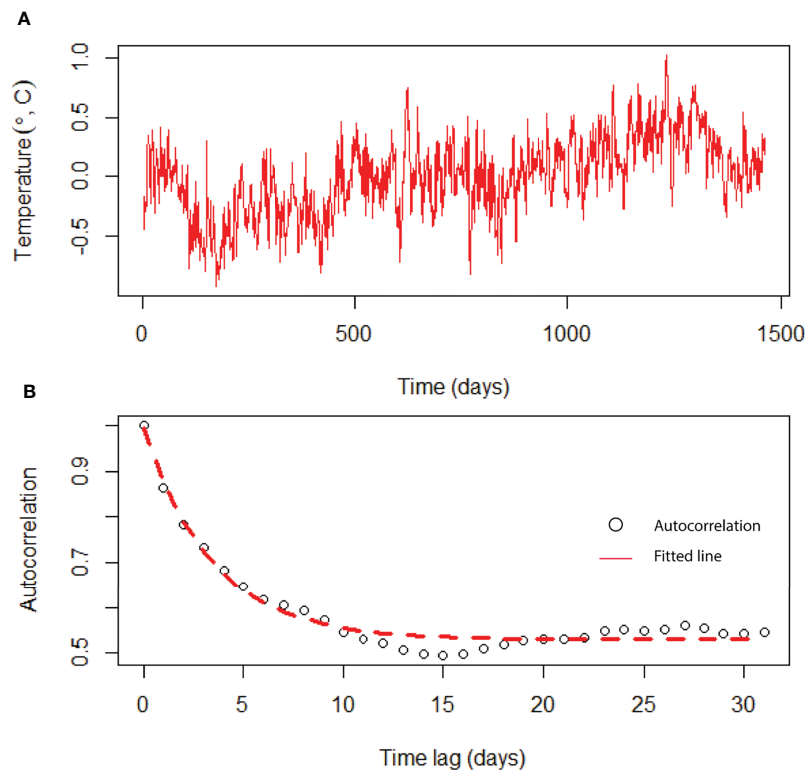 A
Temperature (°, C)
1.0
0.5
0.0
-0.5
0
500
1000
1500
Time (days)
B
Autocorrelation
0.9
0.7
0.5
Autocorrelation
Fitted line
0
5
10
15
20
25
30
Time lag (days)